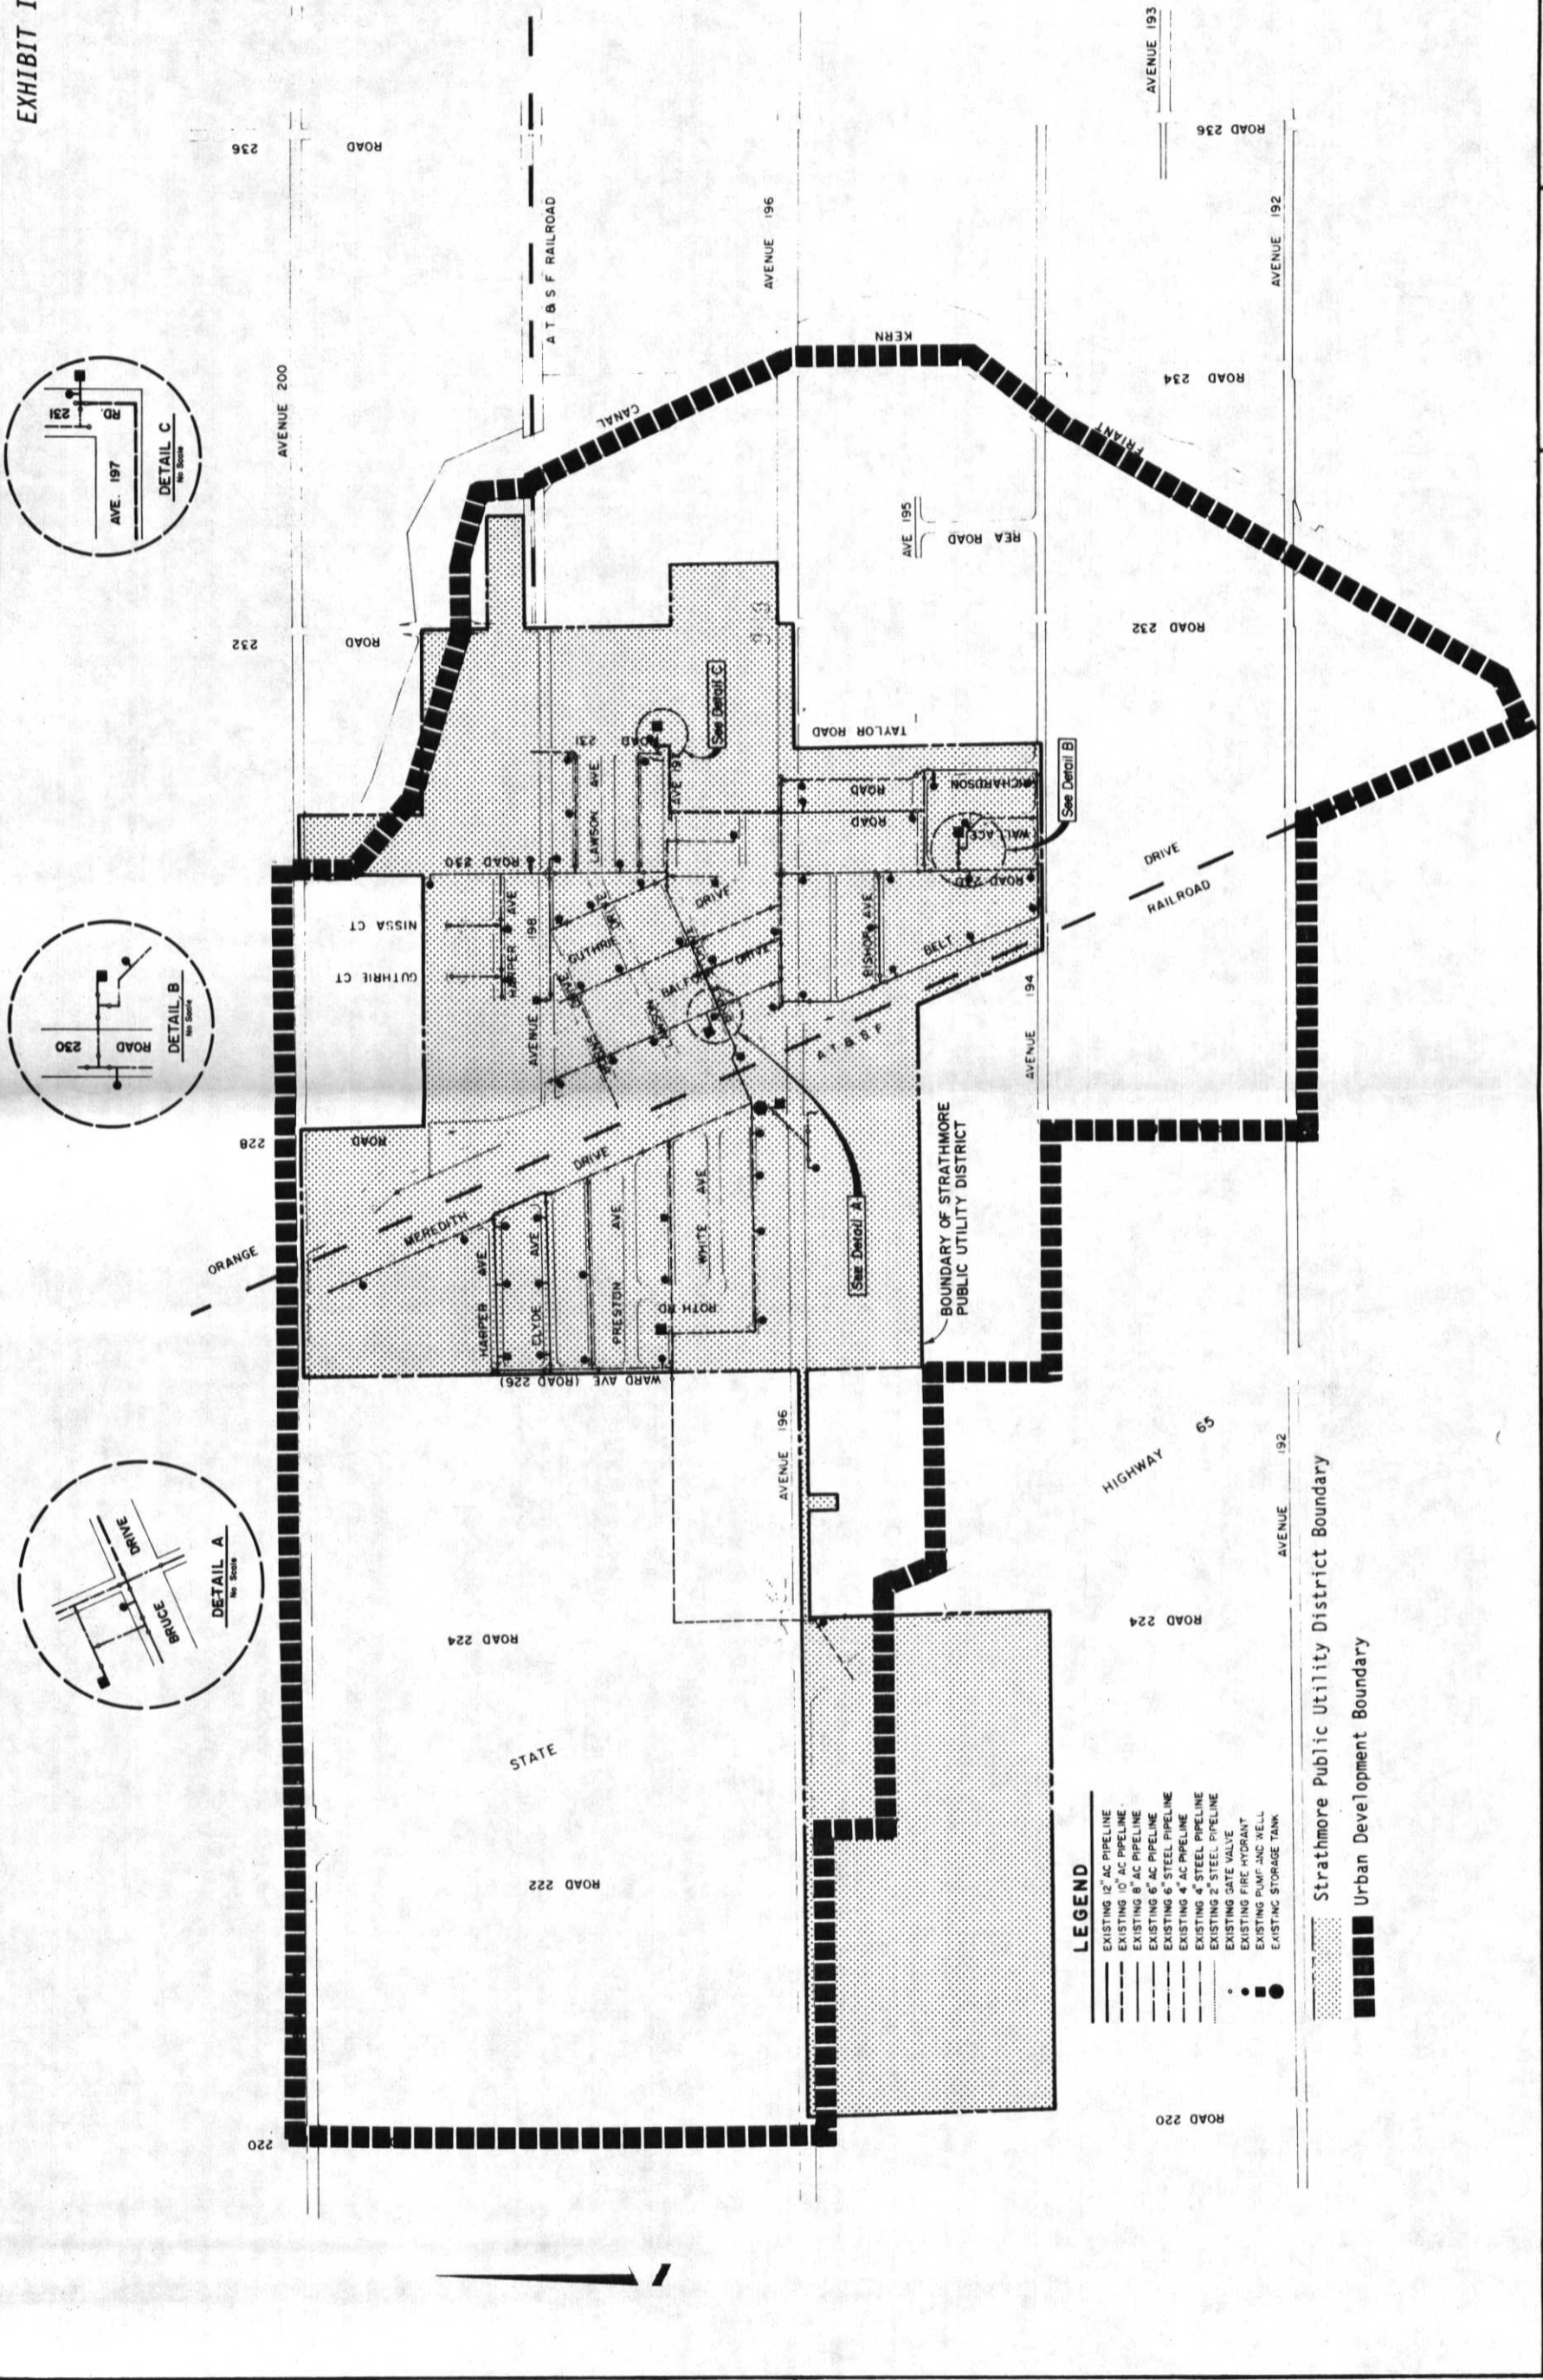 EXHIBIT I
236
ROAD
AVENUE 193
ROAD 236
A T & S F RAILROAD
AVENUE 196
AVENUE 192
KERN
AVENUE 200
CANAL
ROAD 234
FRIANT
231
RD.
AVE. 197
DETAIL C
No Scale
AVE 195
REA ROAD
232
ROAD
ROAD 232
See Detail C
TAYLOR ROAD
ROAD 231
LAWSON AVE
AVE 197
ROAD
RICHARDSON
ROAD
WALLACE
See Detail B
ROAD 230
ROAD 230
DRIVE
RAILROAD
NISSA CT
GUTHRIE CT
HARPER AVE
AVENUE 198
GUTHRIE
DRIVE
BALFOUR DRIVE
BISHOP AVE
BELT
A T & S F
AVENUE 194
230
ROAD
DETAIL B
No Scale
228
ROAD
ORANGE
MEREDITH
DRIVE
HARPER AVE
CLYDE AVE
PRESTON AVE
WHITE AVE
ROTH RD
WARD AVE (ROAD 226)
See Detail A
BOUNDARY OF STRATHMORE
PUBLIC UTILITY DISTRICT
AVENUE 196
HIGHWAY 65
AVENUE 192
BRUCE
DRIVE
DETAIL A
No Scale
ROAD 224
ROAD 224
STATE
ROAD 222
220
ROAD 220
LEGEND
EXISTING 12" AC PIPELINE
EXISTING 10" AC PIPELINE
EXISTING 8" AC PIPELINE
EXISTING 6" AC PIPELINE
EXISTING 6" STEEL PIPELINE
EXISTING 4" AC PIPELINE
EXISTING 4" STEEL PIPELINE
EXISTING 2" STEEL PIPELINE
EXISTING GATE VALVE
EXISTING FIRE HYDRANT
EXISTING PUMP AND WELL
EXISTING STORAGE TANK
Strathmore Public Utility District Boundary
Urban Development Boundary